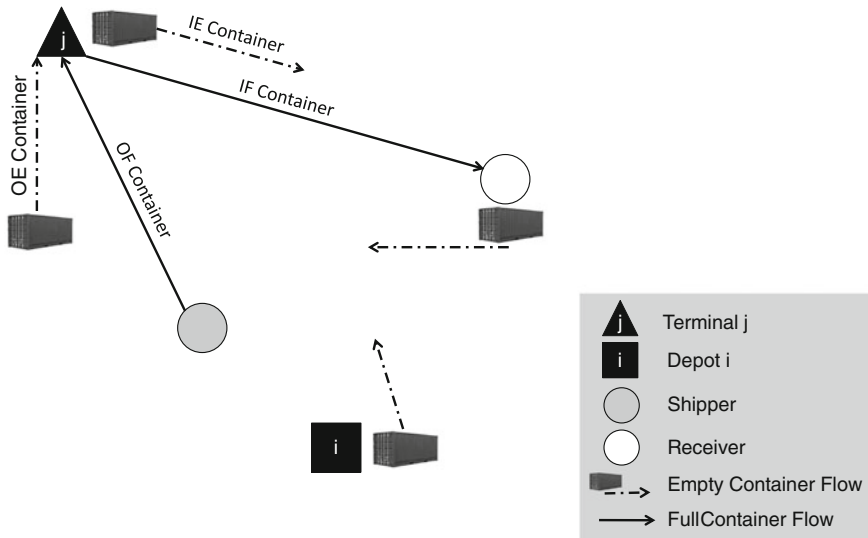 j
IE Container
IF Container
OE Container
OF Container
i
j
Terminal j
i
Depot i
Shipper
Receiver
Empty Container Flow
FullContainer Flow